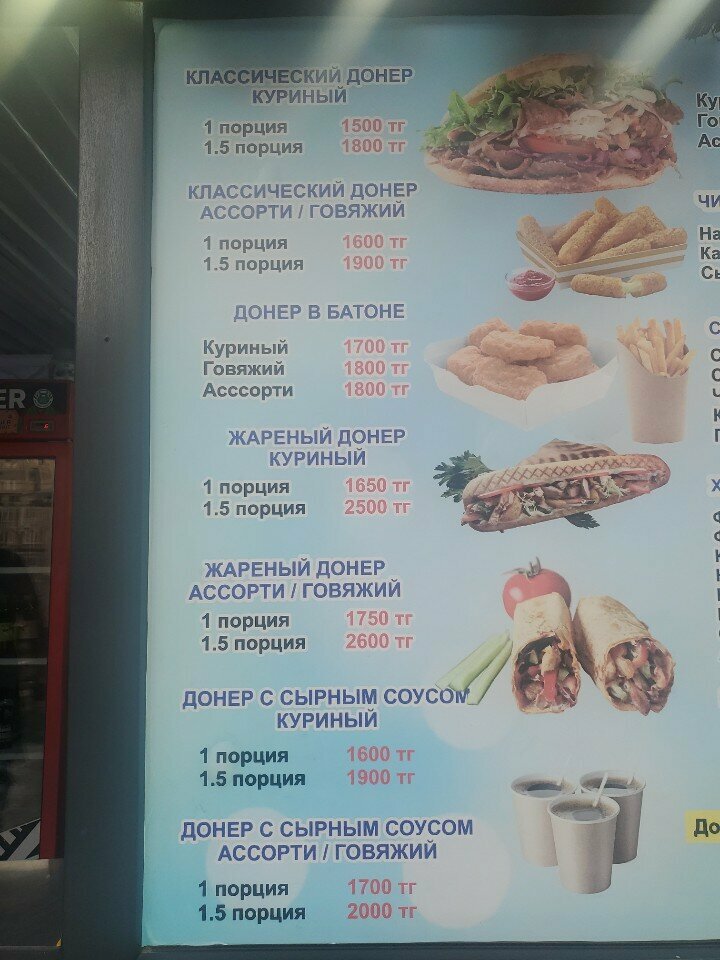 КЛАССИЧЕСКИЙ ДОНЕР
КУРИНЫЙ
1 порция 1500 тг
1.5 порция 1800 тг
КЛАССИЧЕСКИЙ ДОНЕР
АССОРТИ / ГОВЯЖИЙ
1 порция 1600 тг
1.5 порция 1900 тг
ДОНЕР В БАТОНЕ
Куриный 1700 тг
Говяжий 1800 тг
Асссорти 1800 тг
ЖАРЕНЫЙ ДОНЕР
КУРИНЫЙ
1 порция 1650 тг
1.5 порция 2500 тг
ЖАРЕНЫЙ ДОНЕР
АССОРТИ / ГОВЯЖИЙ
1 порция 1750 тг
1.5 порция 2600 тг
ДОНЕР С СЫРНЫМ СОУСОМ
КУРИНЫЙ
1 порция 1600 тг
1.5 порция 1900 тг
ДОНЕР С СЫРНЫМ СОУСОМ
АССОРТИ / ГОВЯЖИЙ
1 порция 1700 тг
1.5 порция 2000 тг